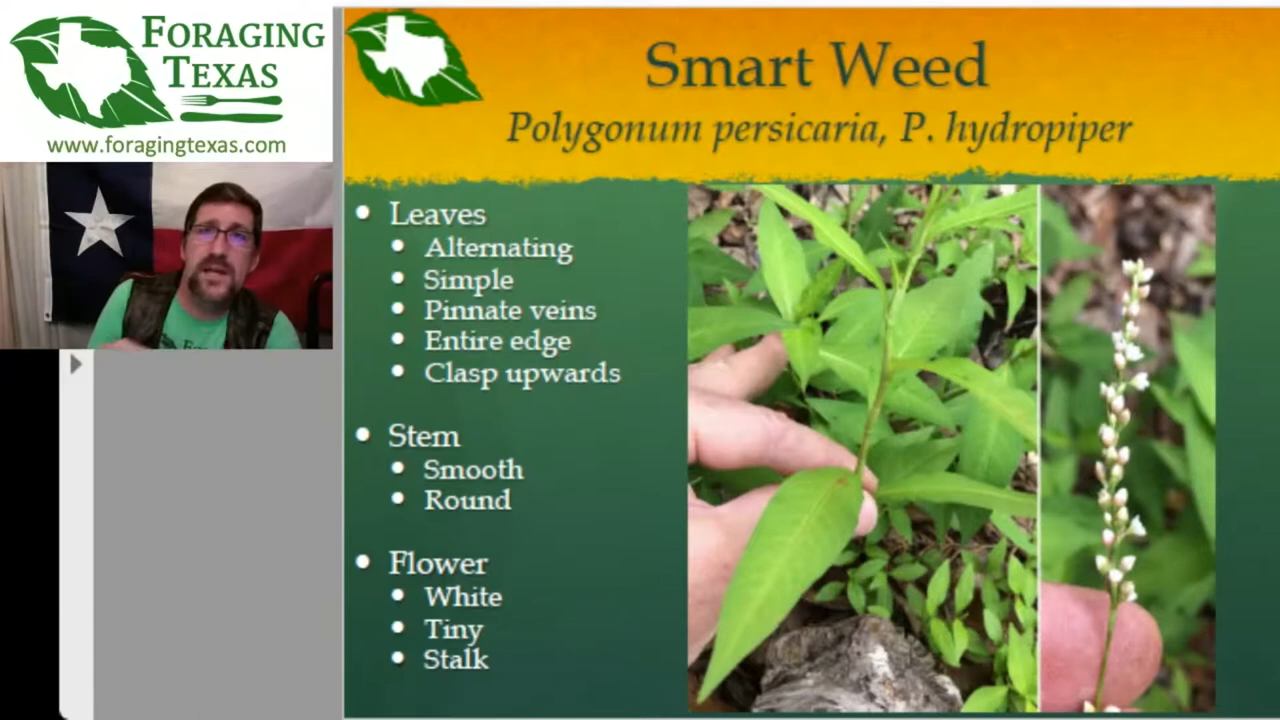 FORAGING
TEXAS
www.foragingtexas.com
Smart Weed
Polygonum persicaria, P. hydropiper
• Leaves
• Alternating
• Simple
• Pinnate veins
• Entire edge
• Clasp upwards
• Stem
• Smooth
• Round
• Flower
• White
• Tiny
• Stalk